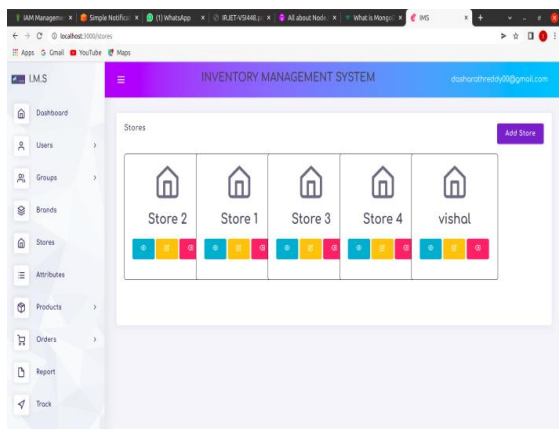 IAM Managemen × Simple Notificat × (1) WhatsApp × IRJET-V5I448.p × All about Node. × What is Mongo × IMS × +
localhost:3000/stores
Apps Gmail YouTube Maps
I.M.S
INVENTORY MANAGEMENT SYSTEM
dasharathreddy00@gmail.com
Dashboard
Users
Groups
Brands
Stores
Attributes
Products
Orders
Report
Track
Stores
Add Store
Store 2 Store 1 Store 3 Store 4 vishal